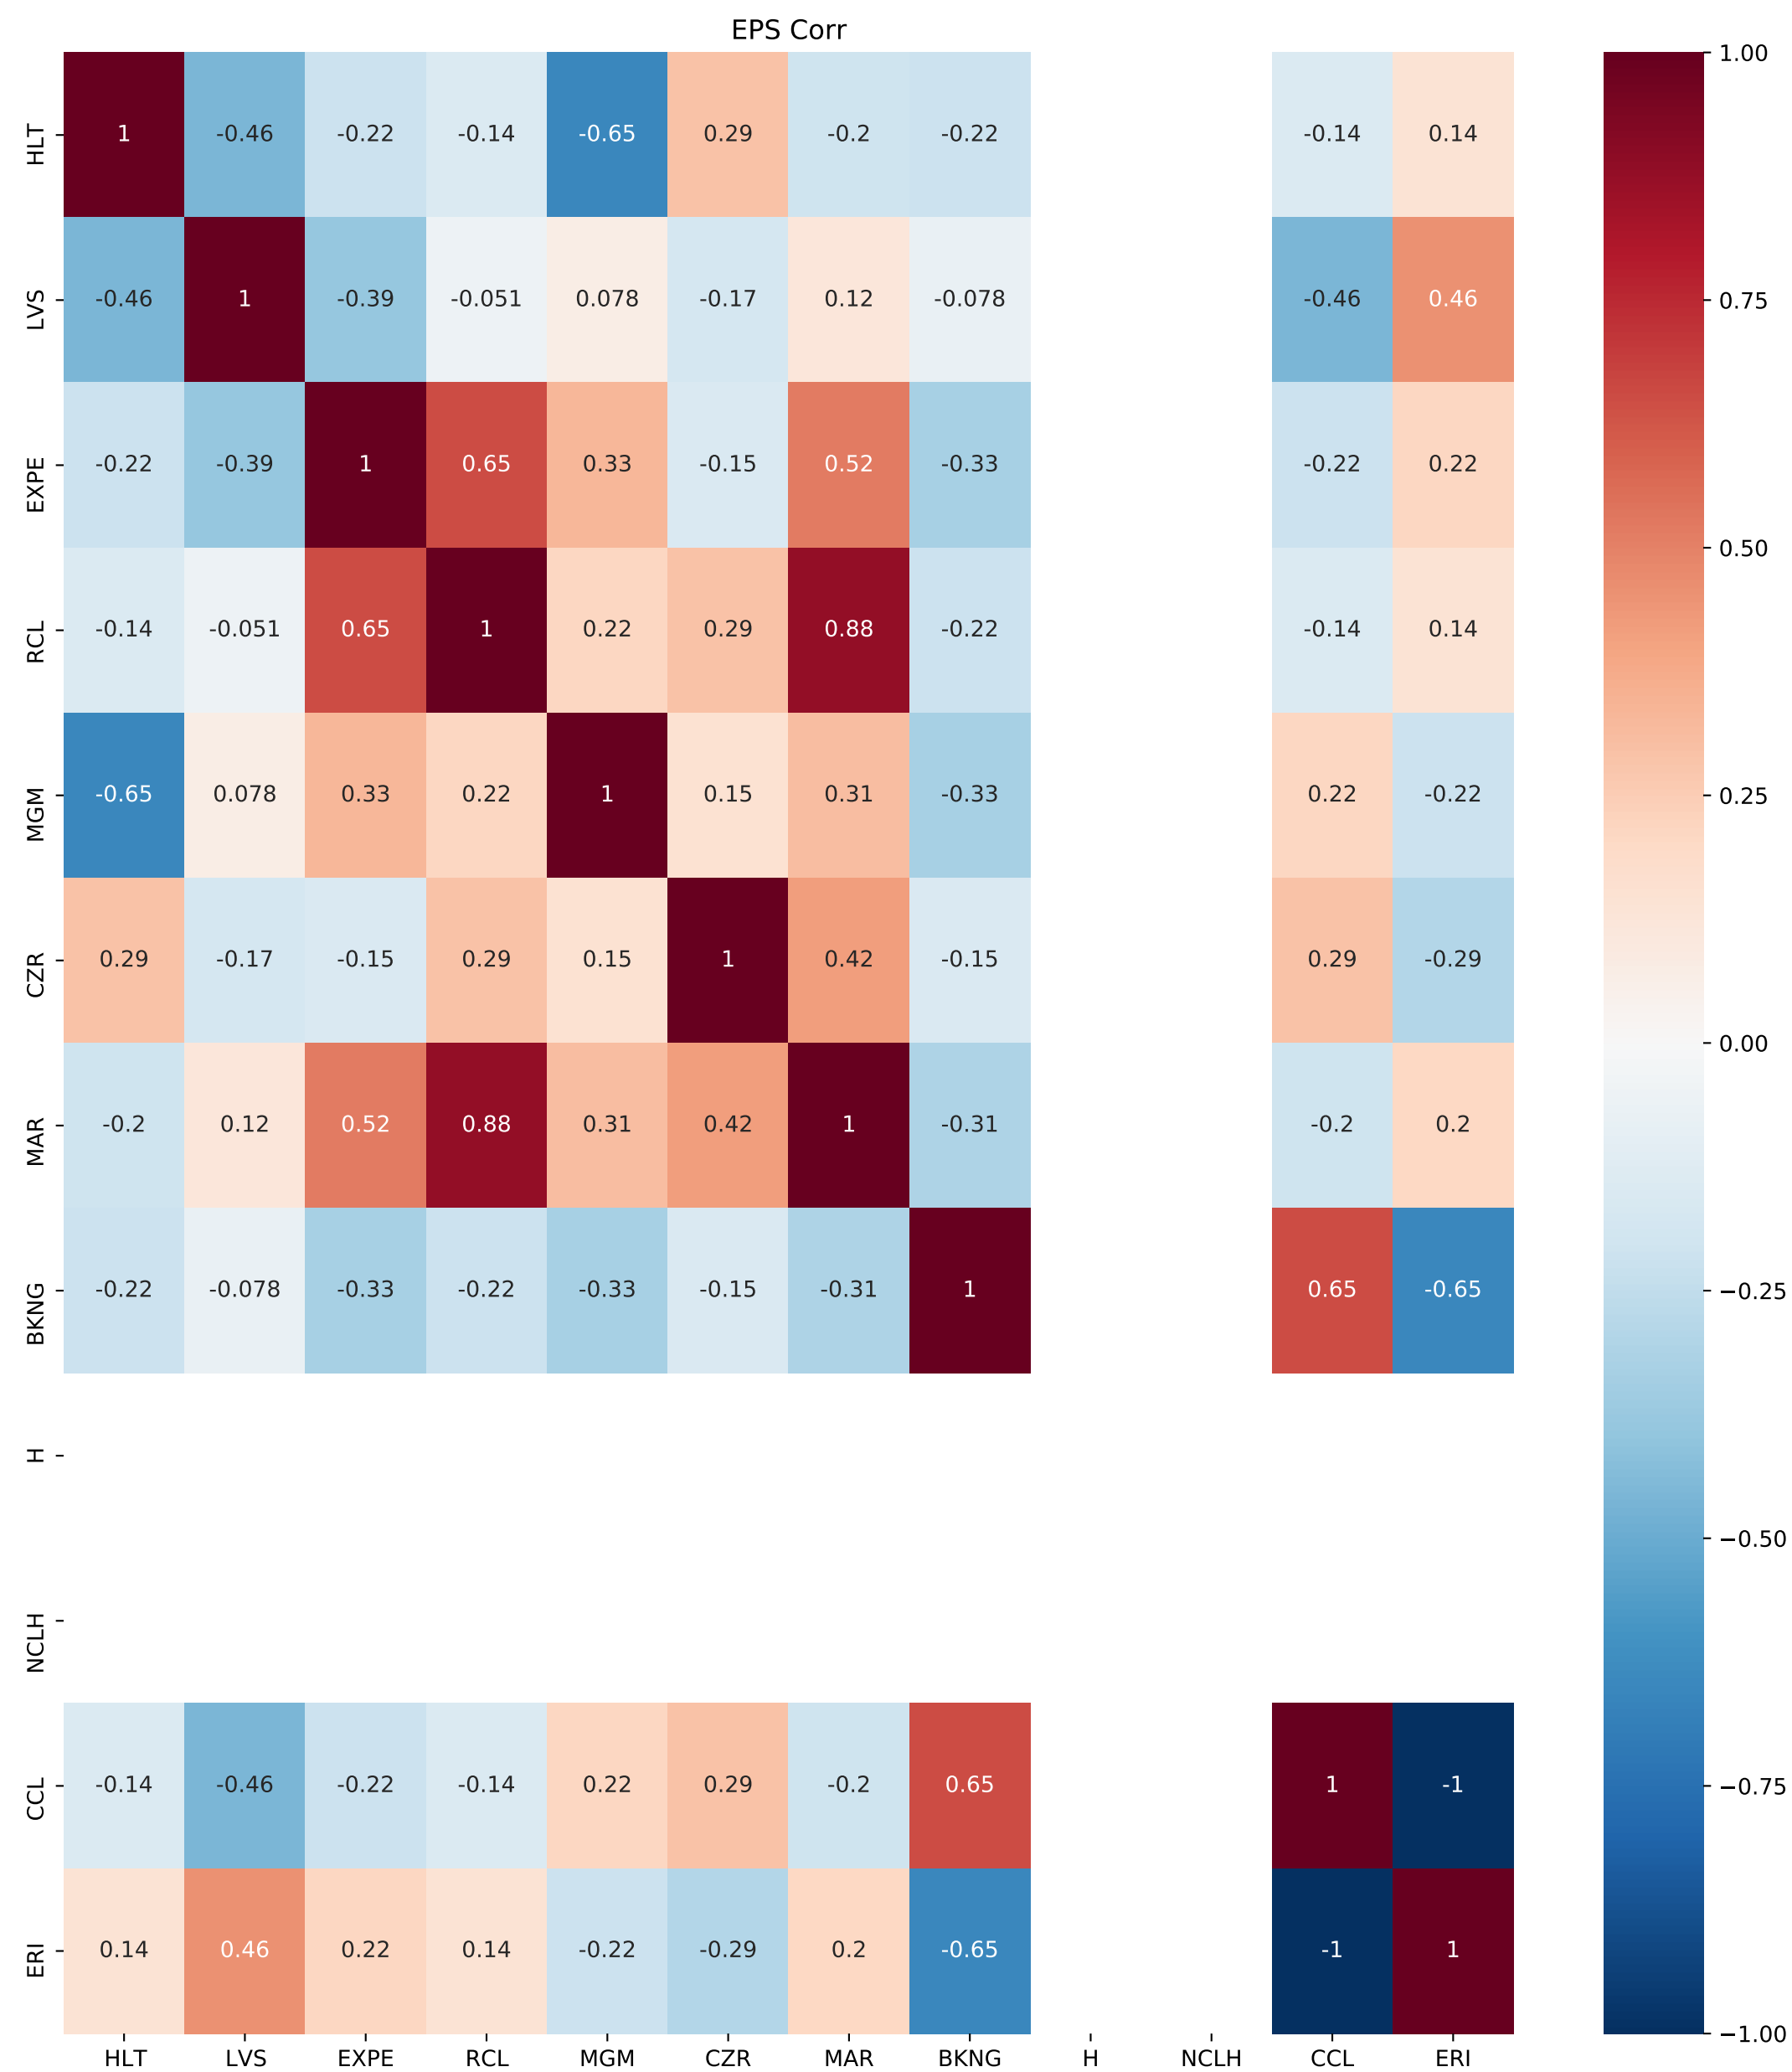 EPS Corr
HLT 1 -0.46 -0.22 -0.14 -0.65 0.29 -0.2 -0.22 -0.14 0.14
LVS -0.46 1 -0.39 -0.051 0.078 -0.17 0.12 -0.078 -0.46 0.46
EXPE -0.22 -0.39 1 0.65 0.33 -0.15 0.52 -0.33 -0.22 0.22
RCL -0.14 -0.051 0.65 1 0.22 0.29 0.88 -0.22 -0.14 0.14
MGM -0.65 0.078 0.33 0.22 1 0.15 0.31 -0.33 0.22 -0.22
CZR 0.29 -0.17 -0.15 0.29 0.15 1 0.42 -0.15 0.29 -0.29
MAR -0.2 0.12 0.52 0.88 0.31 0.42 1 -0.31 -0.2 0.2
BKNG -0.22 -0.078 -0.33 -0.22 -0.33 -0.15 -0.31 1 0.65 -0.65
H
NCLH
CCL -0.14 -0.46 -0.22 -0.14 0.22 0.29 -0.2 0.65 1 -1
ERI 0.14 0.46 0.22 0.14 -0.22 -0.29 0.2 -0.65 -1 1
HLT LVS EXPE RCL MGM CZR MAR BKNG H NCLH CCL ERI
1.00
0.75
0.50
0.25
0.00
−0.25
−0.50
−0.75
−1.00